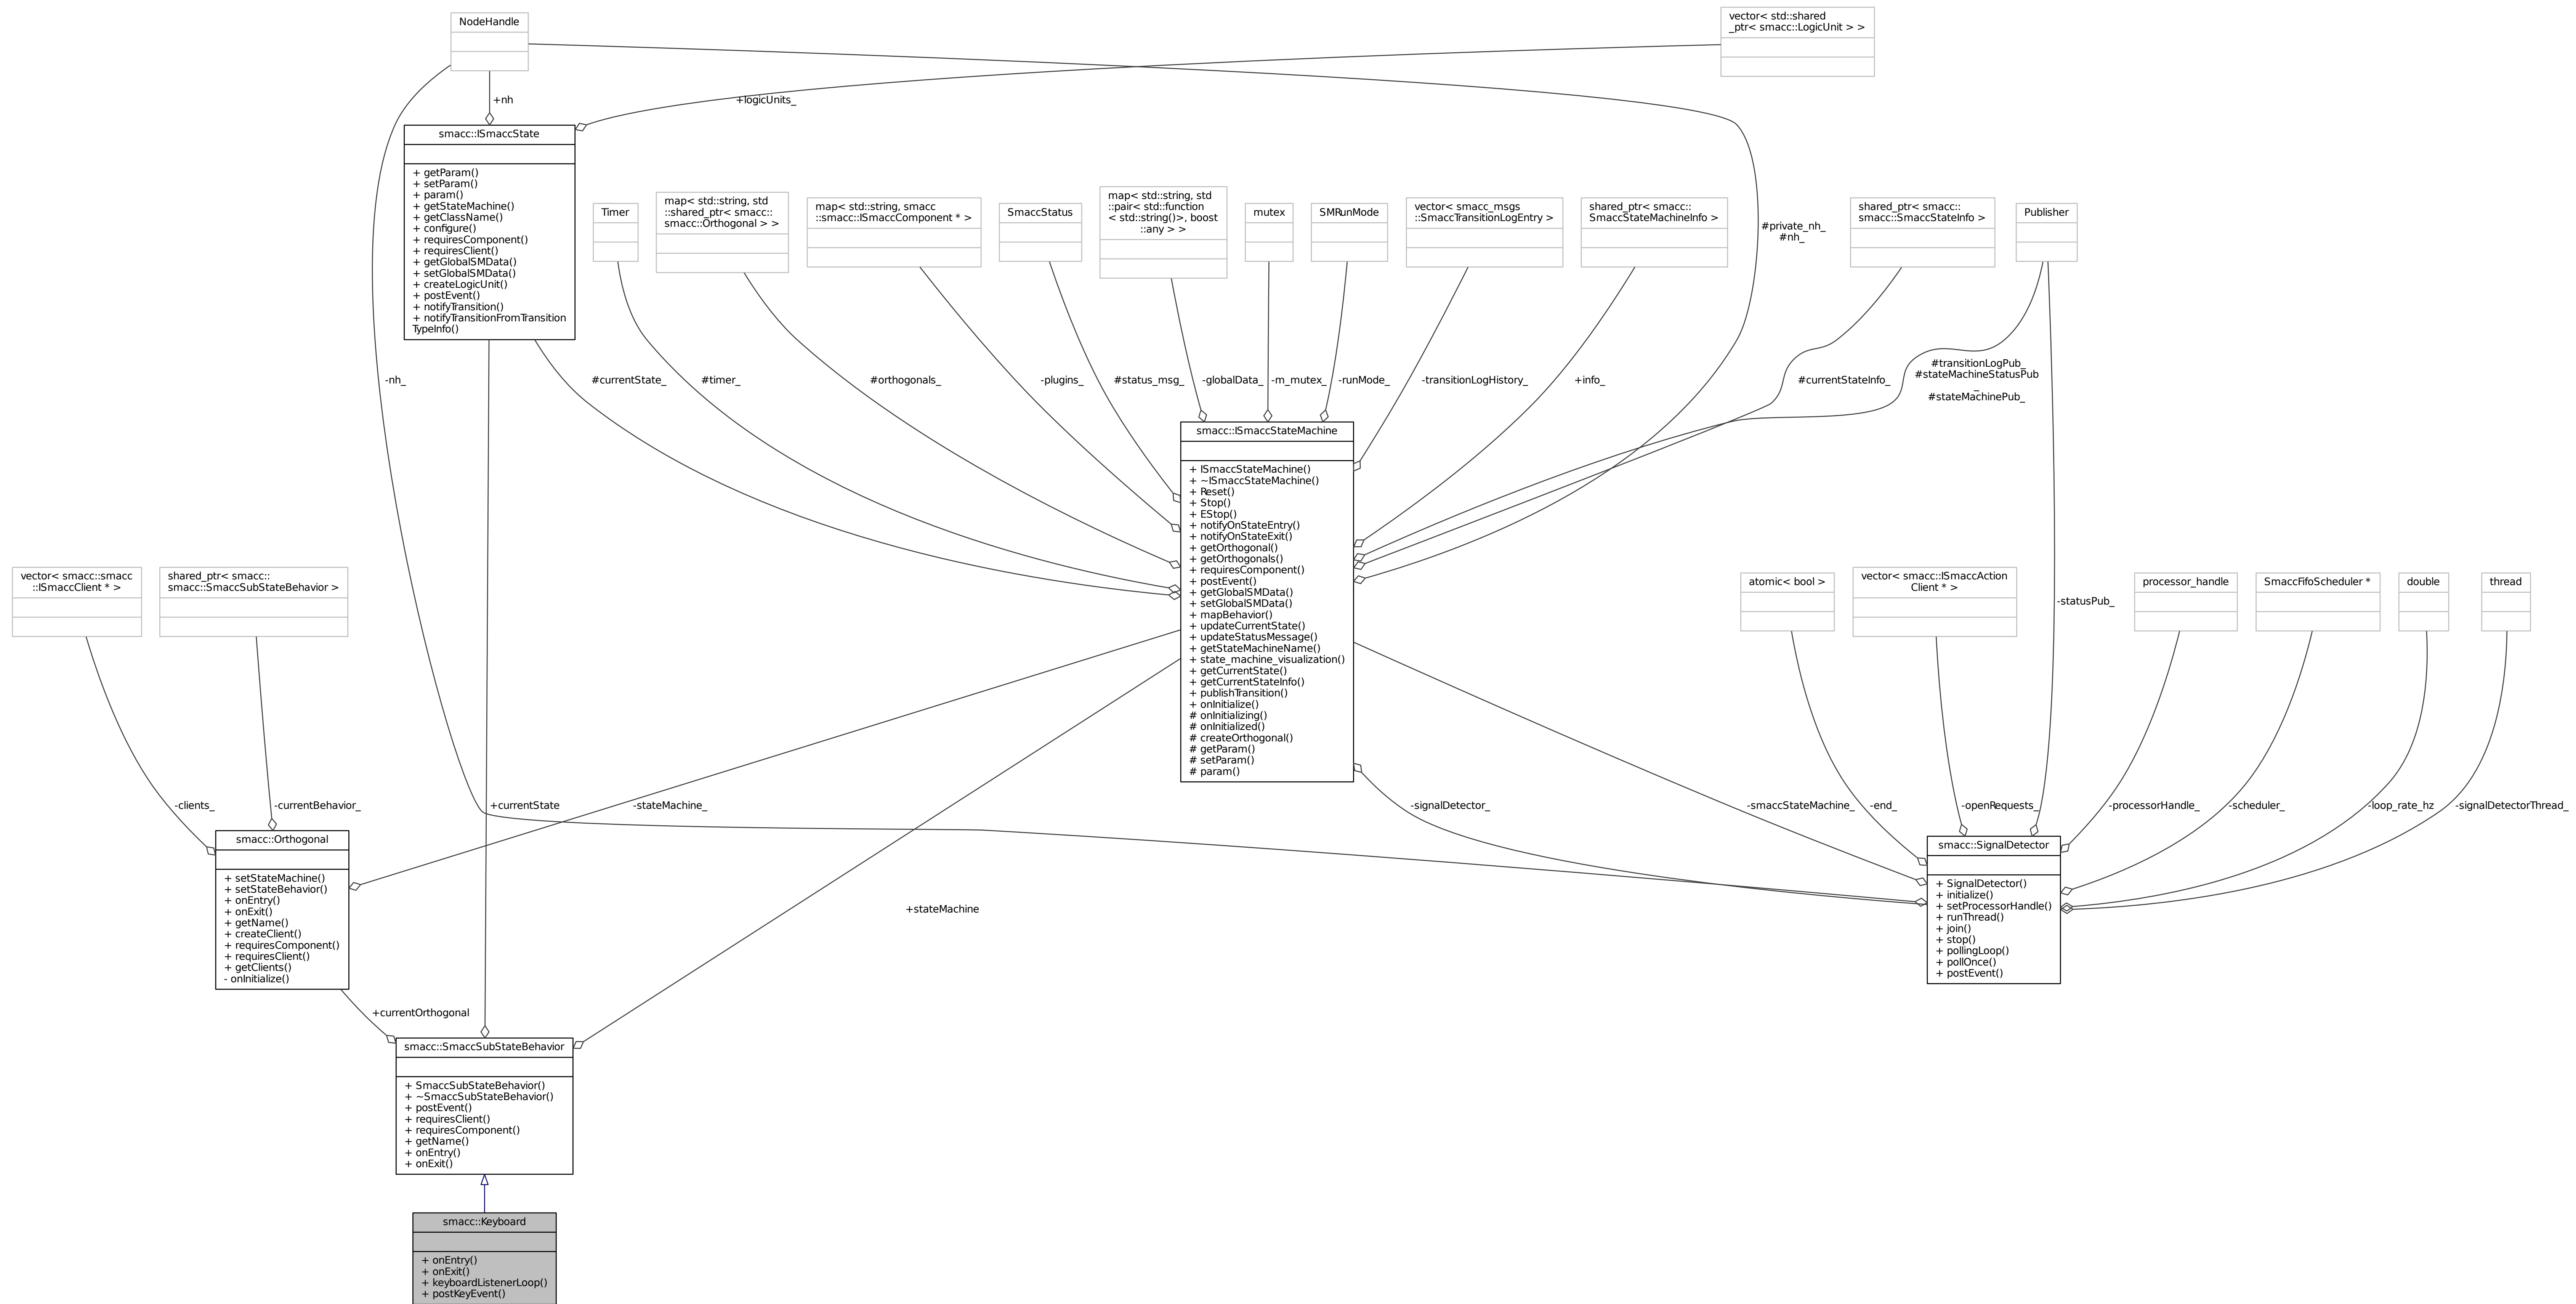 NodeHandle
vector< std::shared
_ptr< smacc::LogicUnit > >
+nh
+logicUnits_
smacc::ISmaccState
+ getParam()
+ setParam()
+ param()
+ getStateMachine()
+ getClassName()
+ configure()
+ requiresComponent()
+ requiresClient()
+ getGlobalSMData()
+ setGlobalSMData()
+ createLogicUnit()
+ postEvent()
+ notifyTransition()
+ notifyTransitionFromTransition
TypeInfo()
Timer
map< std::string, std
::shared_ptr< smacc::
smacc::Orthogonal > >
map< std::string, smacc
::smacc::ISmaccComponent * >
SmaccStatus
map< std::string, std
::pair< std::function
< std::string()>, boost
::any > >
mutex
SMRunMode
vector< smacc_msgs
::SmaccTransitionLogEntry >
shared_ptr< smacc::
SmaccStateMachineInfo >
#private_nh_
#nh_
shared_ptr< smacc::
smacc::SmaccStateInfo >
Publisher
-nh_
#currentState_
#timer_
#orthogonals_
-plugins_
#status_msg_
-globalData_
-m_mutex_
-runMode_
-transitionLogHistory_
+info_
#currentStateInfo_
#transitionLogPub_
#stateMachineStatusPub
_
#stateMachinePub_
smacc::ISmaccStateMachine
+ ISmaccStateMachine()
+ ~ISmaccStateMachine()
+ Reset()
+ Stop()
+ EStop()
+ notifyOnStateEntry()
+ notifyOnStateExit()
+ getOrthogonal()
+ getOrthogonals()
+ requiresComponent()
+ postEvent()
+ getGlobalSMData()
+ setGlobalSMData()
+ mapBehavior()
+ updateCurrentState()
+ updateStatusMessage()
+ getStateMachineName()
+ state_machine_visualization()
+ getCurrentState()
+ getCurrentStateInfo()
+ publishTransition()
+ onInitialize()
# onInitializing()
# onInitialized()
# createOrthogonal()
# getParam()
# setParam()
# param()
vector< smacc::smacc
::ISmaccClient * >
shared_ptr< smacc::
smacc::SmaccSubStateBehavior >
atomic< bool >
vector< smacc::ISmaccAction
Client * >
-statusPub_
processor_handle
SmaccFifoScheduler *
double
thread
-clients_
-currentBehavior_
+currentState
-stateMachine_
-signalDetector_
-smaccStateMachine_
-end_
-openRequests_
-processorHandle_
-scheduler_
-loop_rate_hz
-signalDetectorThread_
smacc::Orthogonal
+ setStateMachine()
+ setStateBehavior()
+ onEntry()
+ onExit()
+ getName()
+ createClient()
+ requiresComponent()
+ requiresClient()
+ getClients()
- onInitialize()
+stateMachine
smacc::SignalDetector
+ SignalDetector()
+ initialize()
+ setProcessorHandle()
+ runThread()
+ join()
+ stop()
+ pollingLoop()
+ pollOnce()
+ postEvent()
+currentOrthogonal
smacc::SmaccSubStateBehavior
+ SmaccSubStateBehavior()
+ ~SmaccSubStateBehavior()
+ postEvent()
+ requiresClient()
+ requiresComponent()
+ getName()
+ onEntry()
+ onExit()
smacc::Keyboard
+ onEntry()
+ onExit()
+ keyboardListenerLoop()
+ postKeyEvent()